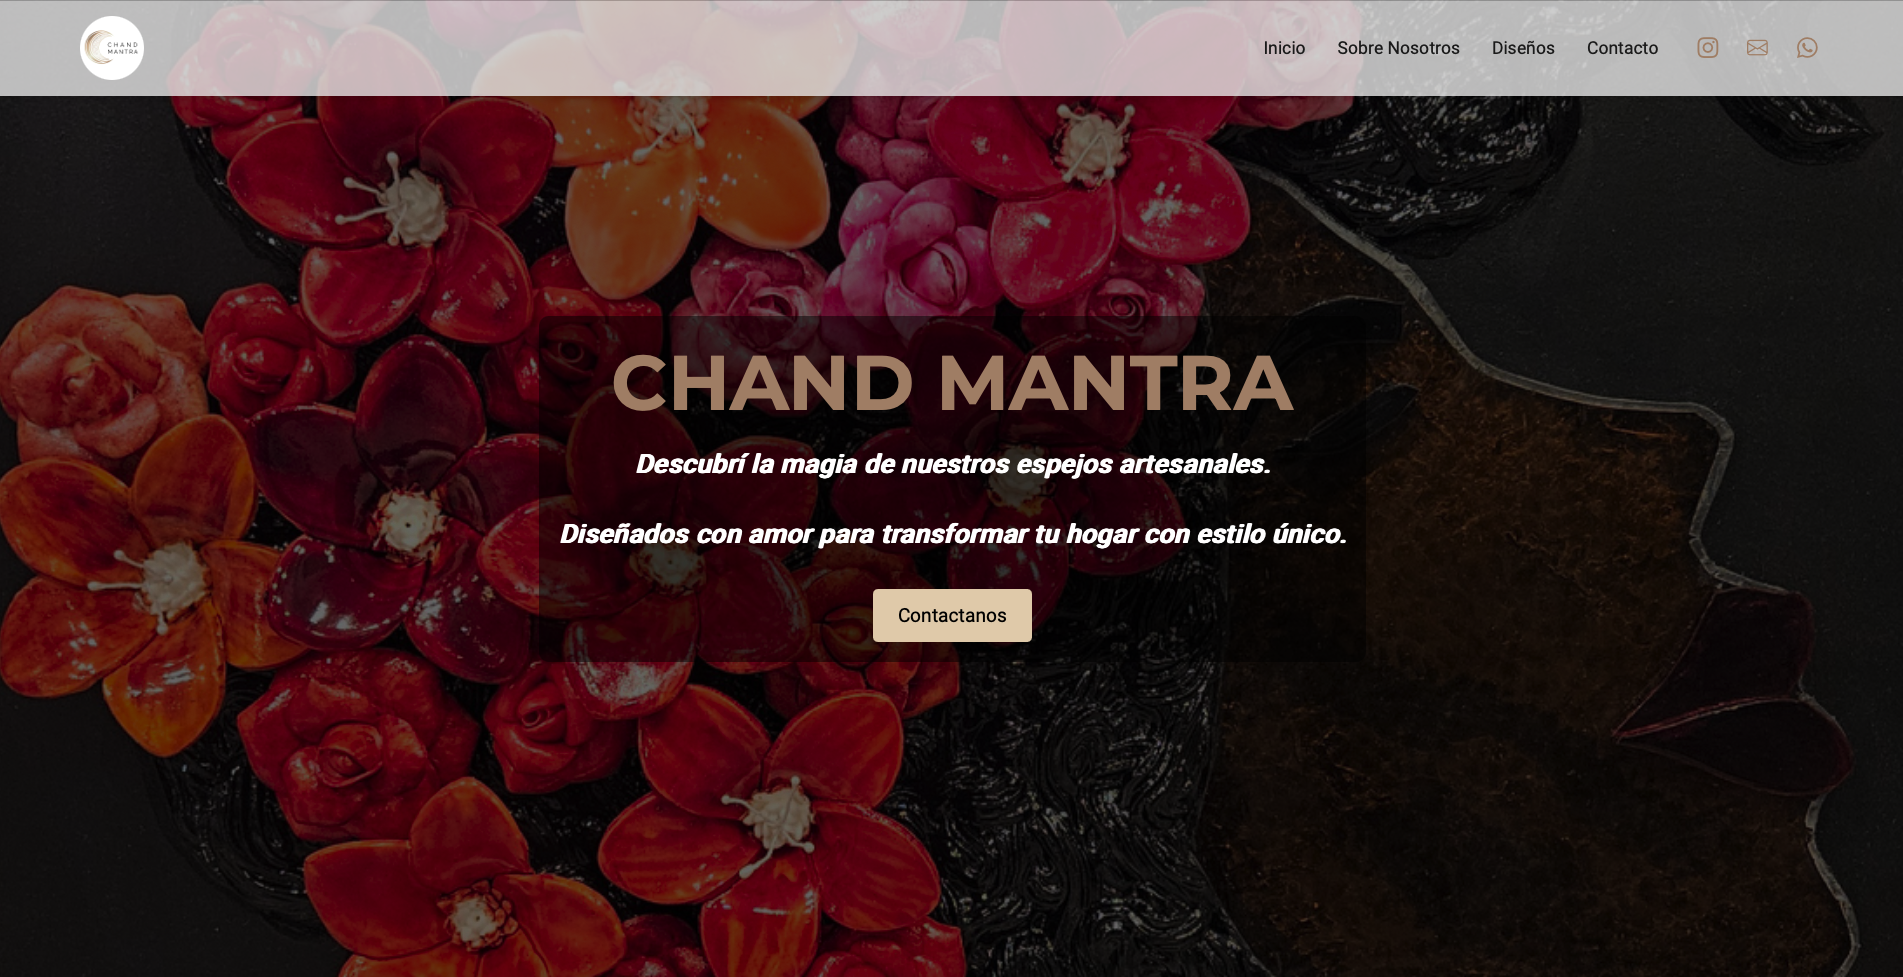 CHAND
MANTRA
Inicio Sobre Nosotros Diseños Contacto
CHAND MANTRA
Descubrí la magia de nuestros espejos artesanales.
Diseñados con amor para transformar tu hogar con estilo único.
Contactanos